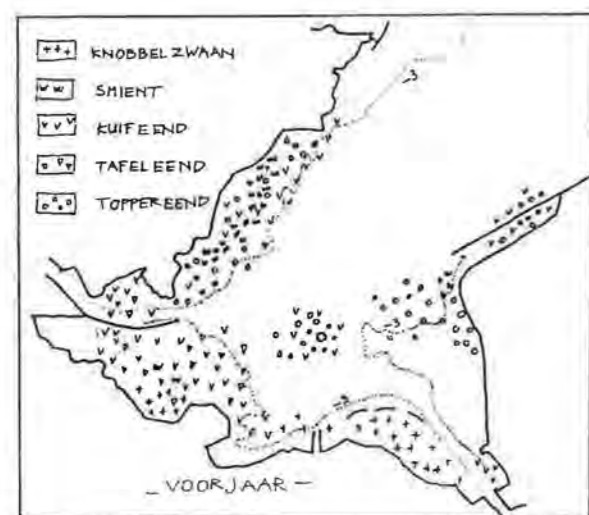 KNOBBELZWAAN
SMIENT
KUIFEEND
TAFELEEND
TOPPEREEND
-3
-3
-3
- VOORJAAR -